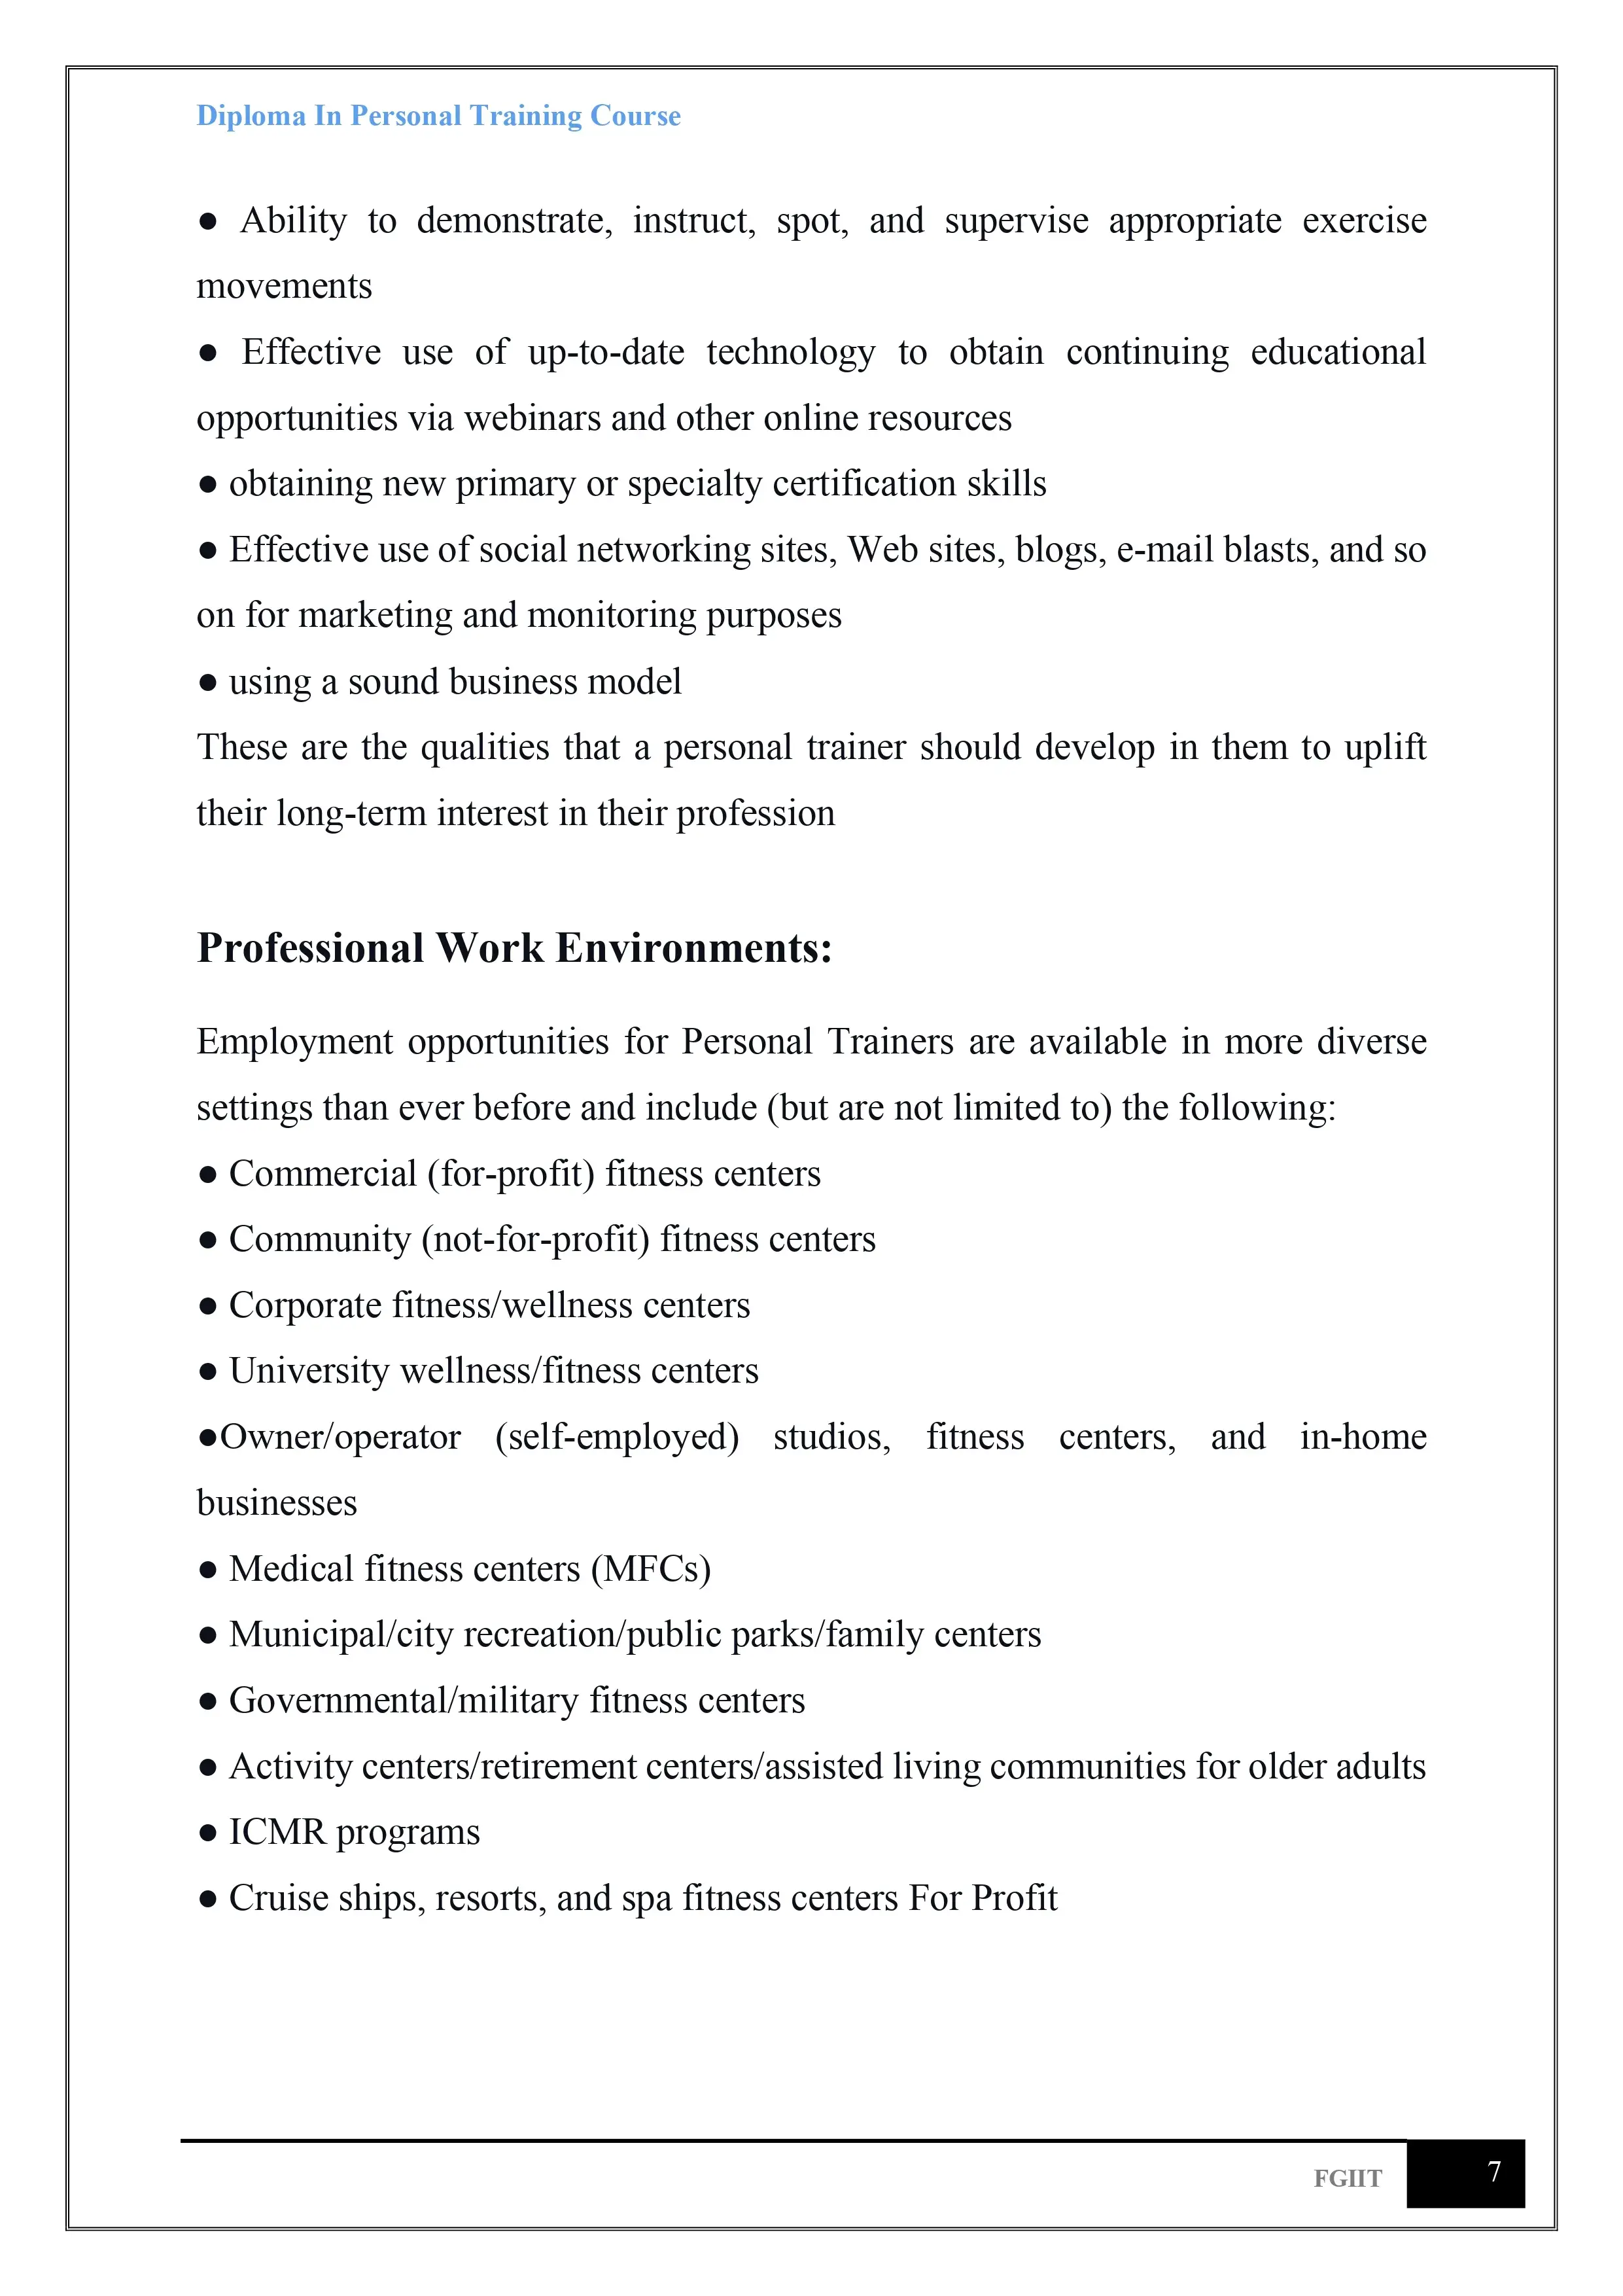 Diploma In Personal Training Course
● Ability to demonstrate, instruct, spot, and supervise appropriate exercise
movements
● Effective use of up-to-date technology to obtain continuing educational
opportunities via webinars and other online resources
● obtaining new primary or specialty certification skills
● Effective use of social networking sites, Web sites, blogs, e-mail blasts, and so
on for marketing and monitoring purposes
● using a sound business model
These are the qualities that a personal trainer should develop in them to uplift
their long-term interest in their profession
Professional Work Environments:
Employment opportunities for Personal Trainers are available in more diverse
settings than ever before and include (but are not limited to) the following:
● Commercial (for-profit) fitness centers
● Community (not-for-profit) fitness centers
● Corporate fitness/wellness centers
● University wellness/fitness centers
●Owner/operator (self-employed) studios, fitness centers, and in-home
businesses
● Medical fitness centers (MFCs)
● Municipal/city recreation/public parks/family centers
● Governmental/military fitness centers
● Activity centers/retirement centers/assisted living communities for older adults
● ICMR programs
● Cruise ships, resorts, and spa fitness centers For Profit
FGIIT 7